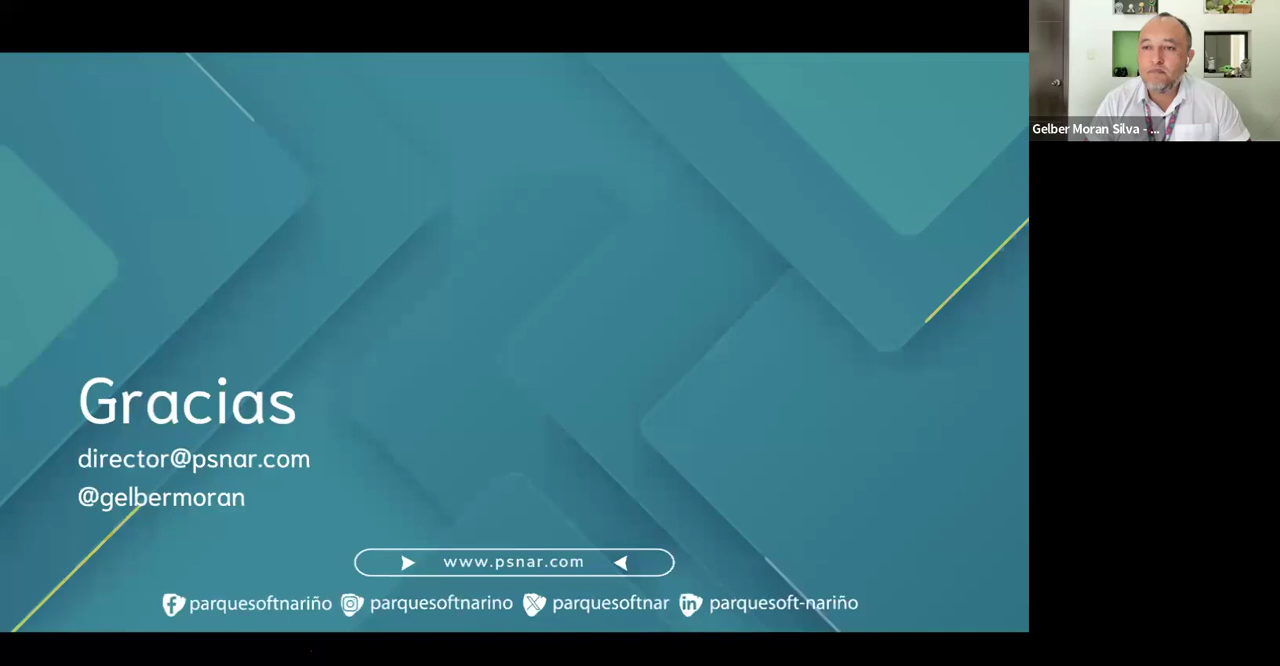 Gelber Moran Silva - ...
Gracias
director@psnar.com
@gelbermoran
www.psnar.com
parquesoftnariño parquesoftnarino parquesoftnar parquesoft-nariño